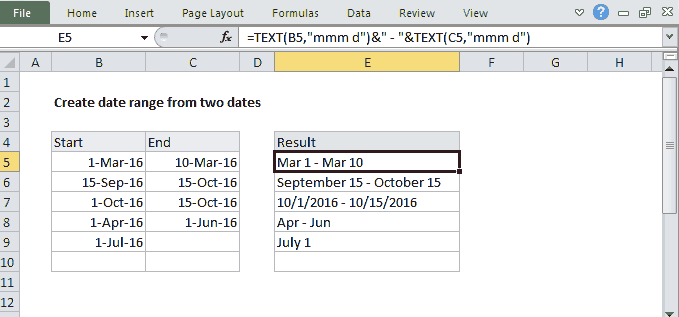 File Home Insert Page Layout Formulas Data Review View
E5 fx =TEXT(B5,"mmm d")&" - "&TEXT(C5,"mmm d")
A B C D E F G H
1
2 Create date range from two dates
3
4 Start End Result
5 1-Mar-16 10-Mar-16 Mar 1 - Mar 10
6 15-Sep-16 15-Oct-16 September 15 - October 15
7 1-Oct-16 15-Oct-16 10/1/2016 - 10/15/2016
8 1-Apr-16 1-Jun-16 Apr - Jun
9 1-Jul-16 July 1
10
11
12